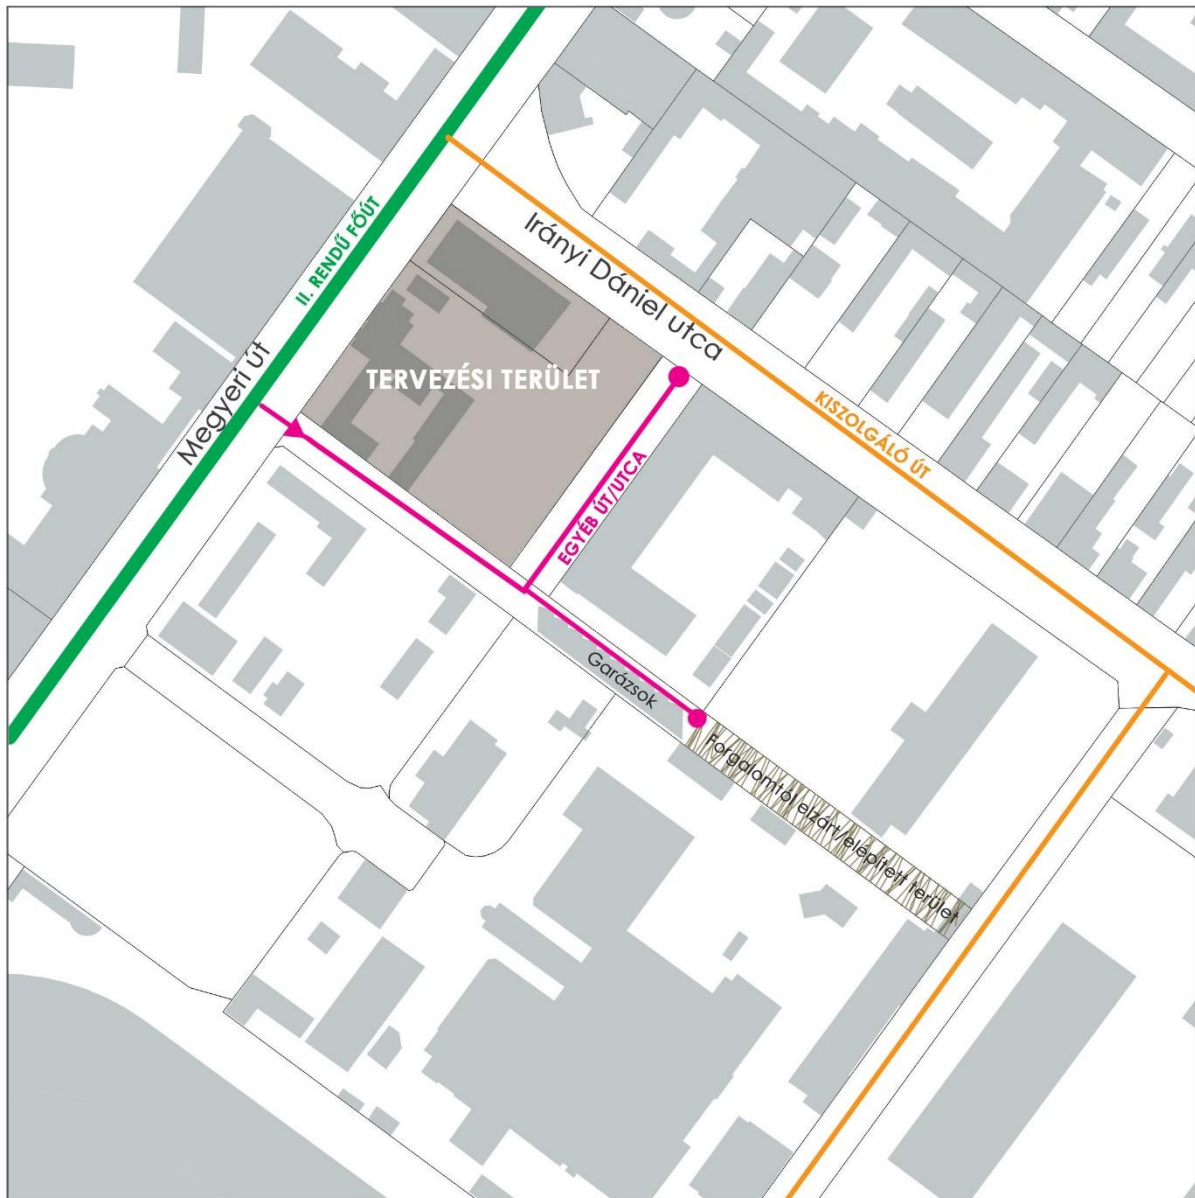 II. RENDŰ FŐÚT
Irányi Dániel utca
Megyeri út
TERVEZÉSI TERÜLET
KISZOLGÁLÓ ÚT
EGYÉB ÚT/UTCA
Garázsok
Forgalomtól elzárt/elépített terület